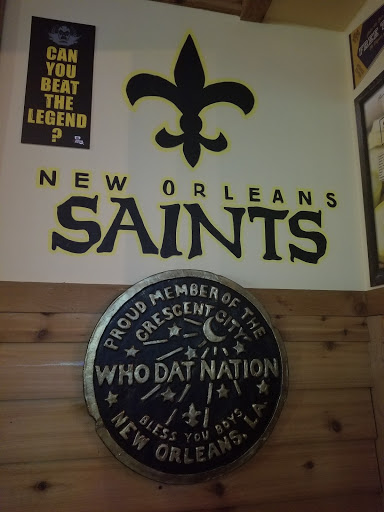 CAN
YOU
BEAT
THE
LEGEND
?
NEW ORLEANS
SAINTS
PROUD MEMBER OF THE
CRESCENT CITY
WHO DAT NATION
BLESS YOU BOYS
NEW ORLEANS, LA.